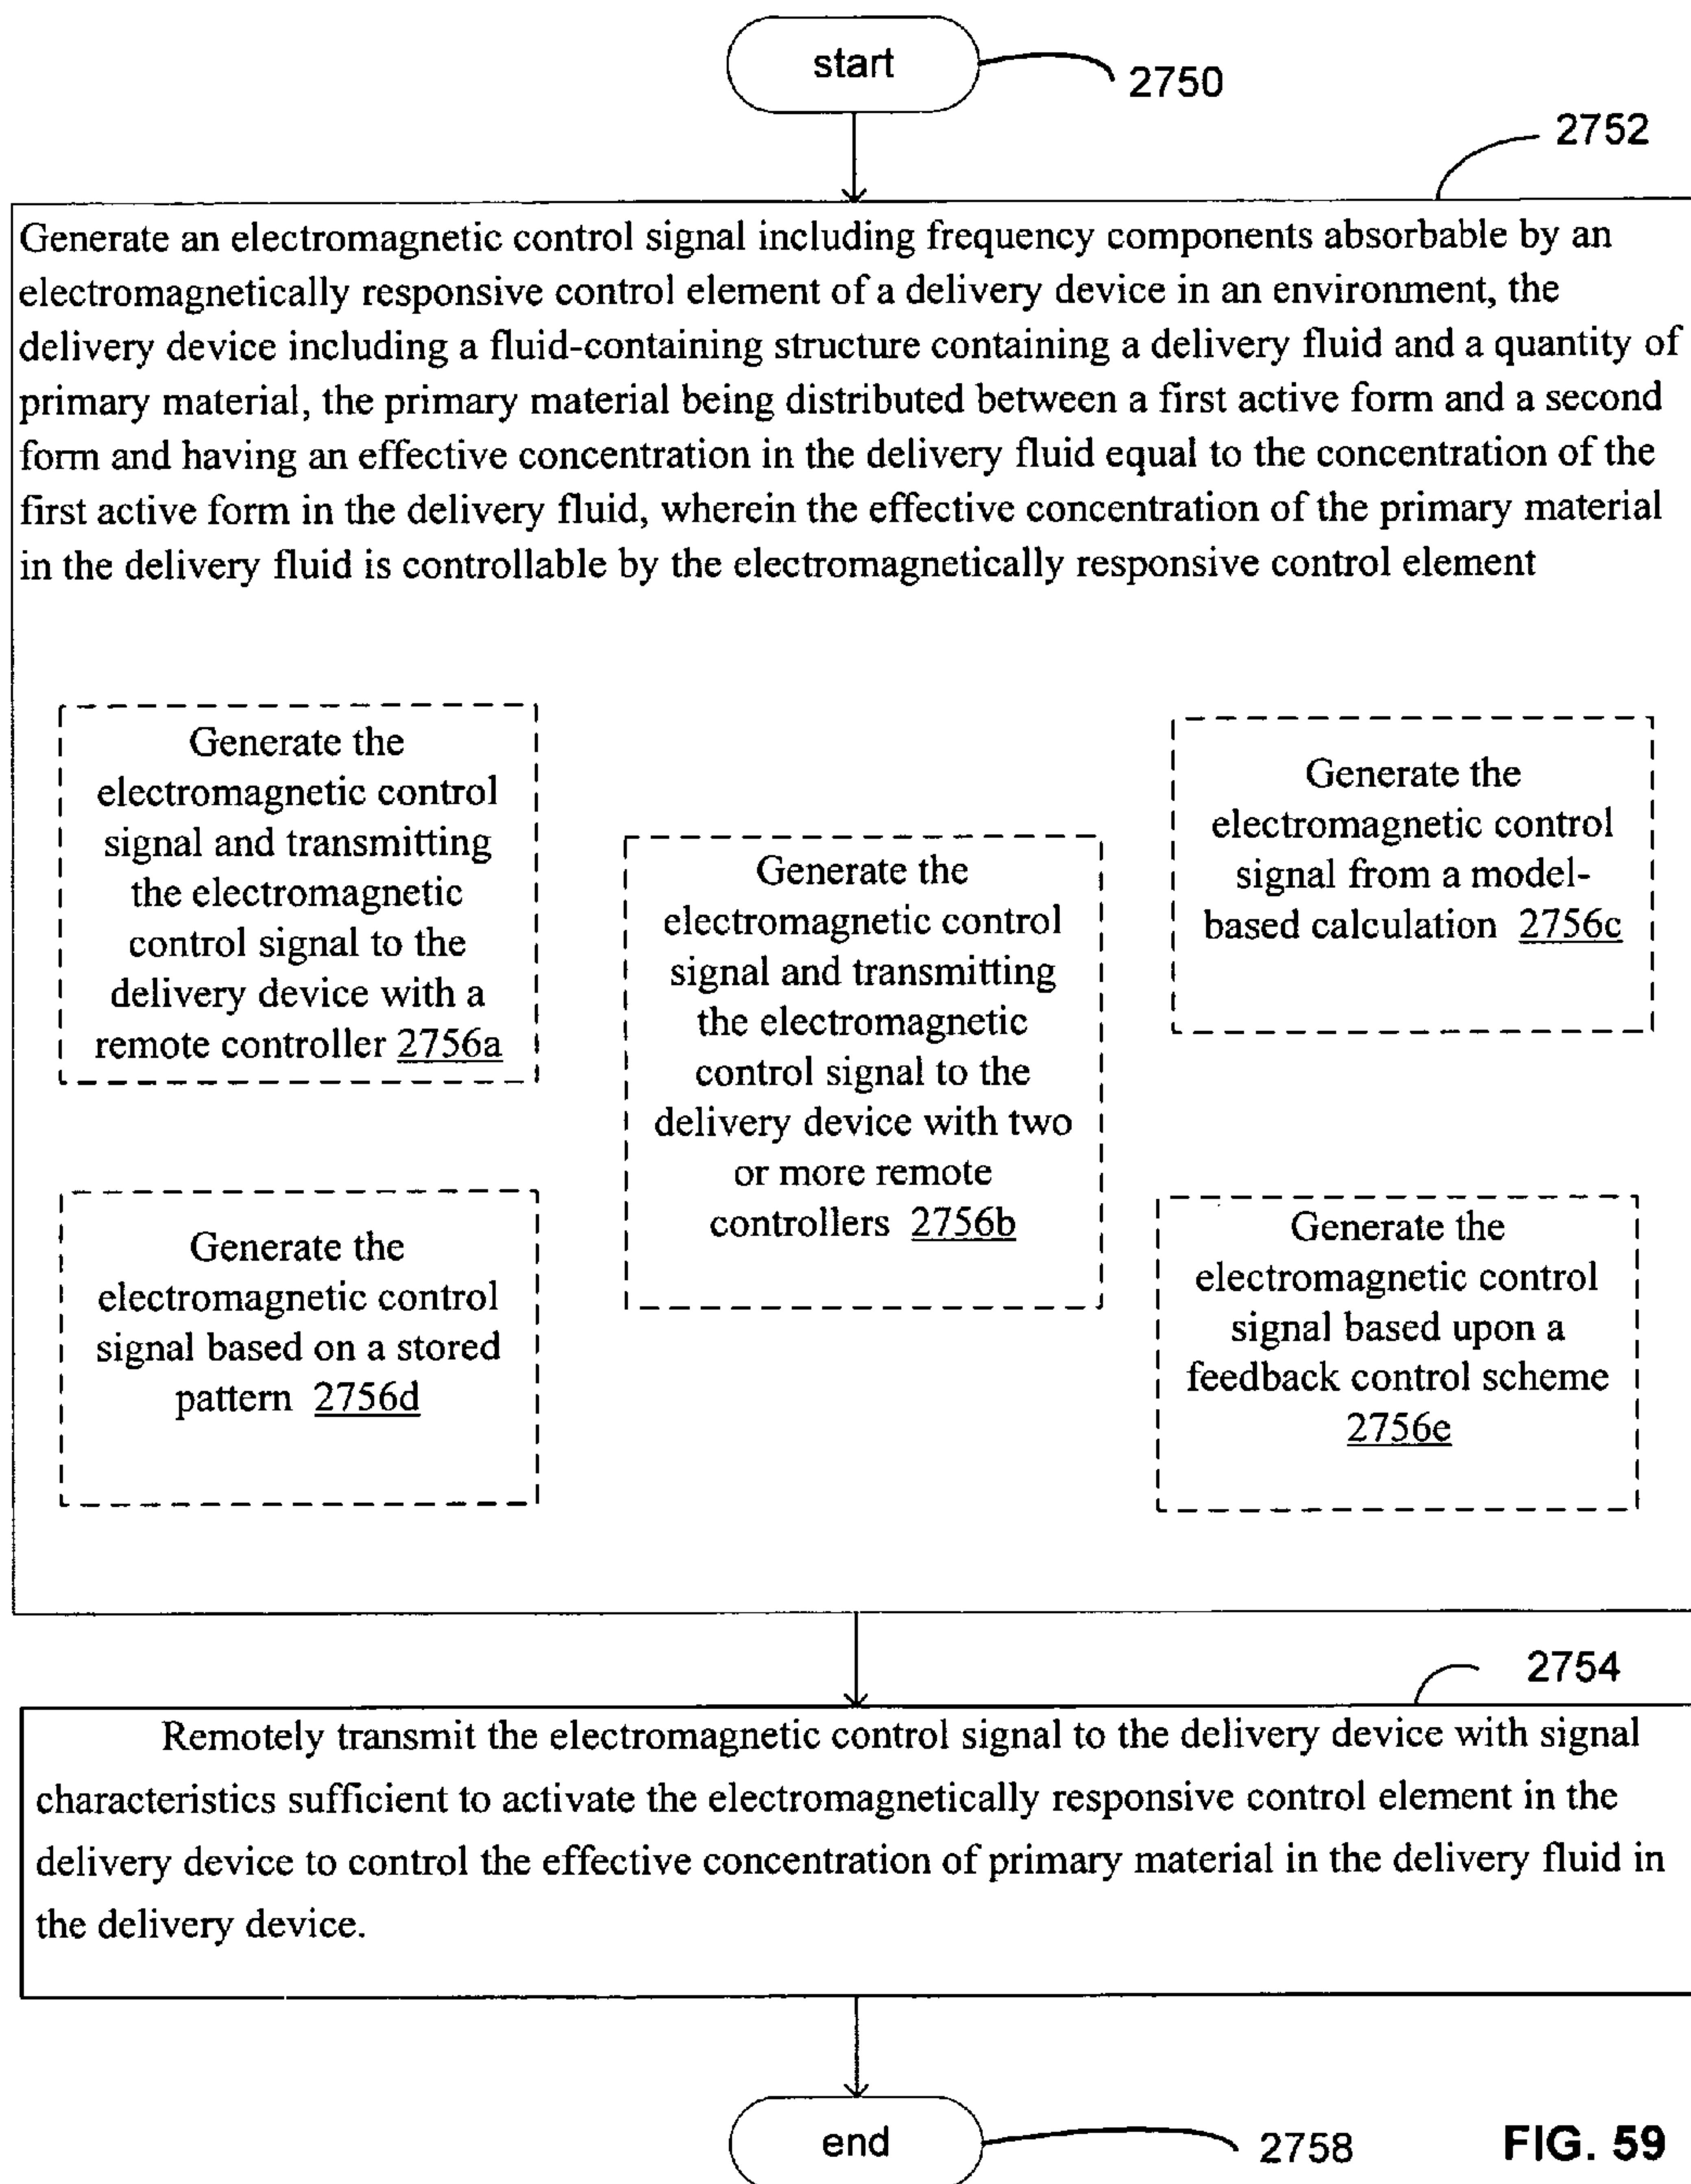 start
2750
2752
Generate an electromagnetic control signal including frequency components absorbable by an
electromagnetically responsive control element of a delivery device in an environment, the
delivery device including a fluid-containing structure containing a delivery fluid and a quantity of
primary material, the primary material being distributed between a first active form and a second
form and having an effective concentration in the delivery fluid equal to the concentration of the
first active form in the delivery fluid, wherein the effective concentration of the primary material
in the delivery fluid is controllable by the electromagnetically responsive control element
Generate the
electromagnetic control
signal and transmitting
the electromagnetic
control signal to the
delivery device with a
remote controller 2756a
Generate the
electromagnetic control
signal and transmitting
the electromagnetic
control signal to the
delivery device with two
or more remote
controllers 2756b
Generate the
electromagnetic control
signal from a model-
based calculation 2756c
Generate the
electromagnetic control
signal based on a stored
pattern 2756d
Generate the
electromagnetic control
signal based upon a
feedback control scheme
2756e
2754
Remotely transmit the electromagnetic control signal to the delivery device with signal
characteristics sufficient to activate the electromagnetically responsive control element in the
delivery device to control the effective concentration of primary material in the delivery fluid in
the delivery device.
end
2758
FIG. 59